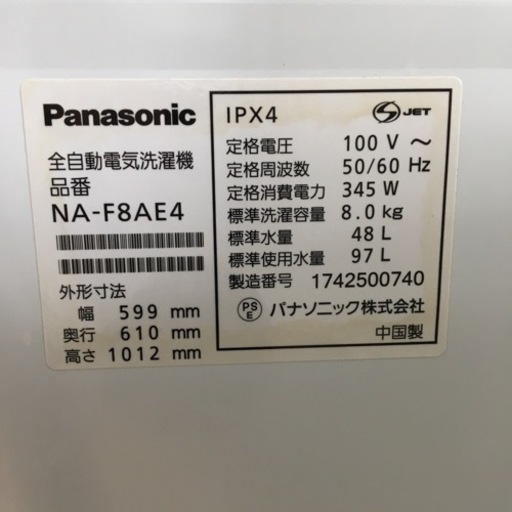 Panasonic
全自動電気洗濯機
品番
NA-F8AE4
外形寸法
幅 599 mm
奥行 610 mm
高さ 1012 mm
IPX4
S JET
定格電圧 100 V ～
定格周波数 50/60 Hz
定格消費電力 345 W
標準洗濯容量 8.0 kg
標準水量 48 L
標準使用水量 97 L
製造番号 1742500740
PS E パナソニック株式会社
中国製